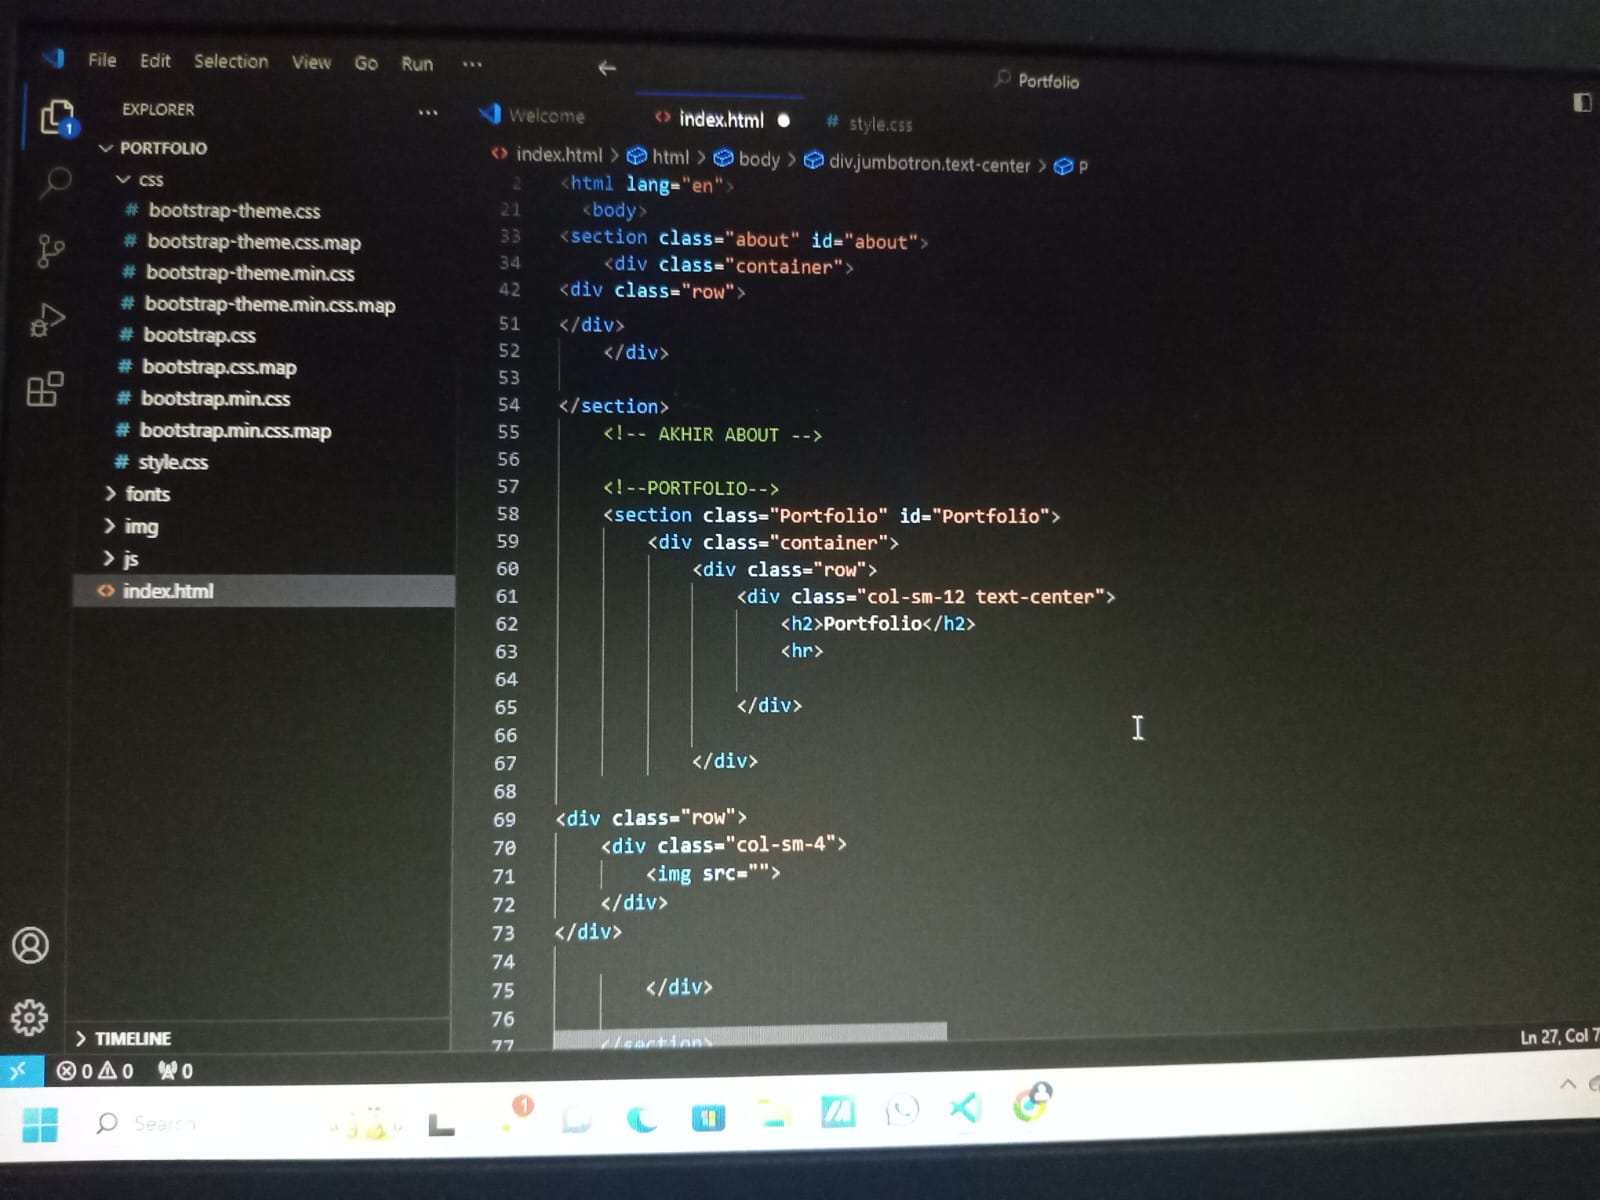 File Edit Selection View Go Run ...
Portfolio
EXPLORER ...
1
PORTFOLIO
css
# bootstrap-theme.css
# bootstrap-theme.css.map
# bootstrap-theme.min.css
# bootstrap-theme.min.css.map
# bootstrap.css
# bootstrap.css.map
# bootstrap.min.css
# bootstrap.min.css.map
# style.css
fonts
img
js
<> index.html
TIMELINE
Welcome <> index.html # style.css
<> index.html > html > body > div.jumbotron.text-center > P
2 <html lang="en">
21 <body>
33 <section class="about" id="about">
34 <div class="container">
42 <div class="row">
51 </div>
52 </div>
53
54 </section>
55 <!-- AKHIR ABOUT -->
56
57 <!--PORTFOLIO-->
58 <section class="Portfolio" id="Portfolio">
59 <div class="container">
60 <div class="row">
61 <div class="col-sm-12 text-center">
62 <h2>Portfolio</h2>
63 <hr>
64
65 </div>
66
67 </div>
68
69 <div class="row">
70 <div class="col-sm-4">
71 <img src="">
72 </div>
73 </div>
74
75 </div>
76
77 </section>
0 0 0
Ln 27, Col 7
Search
1